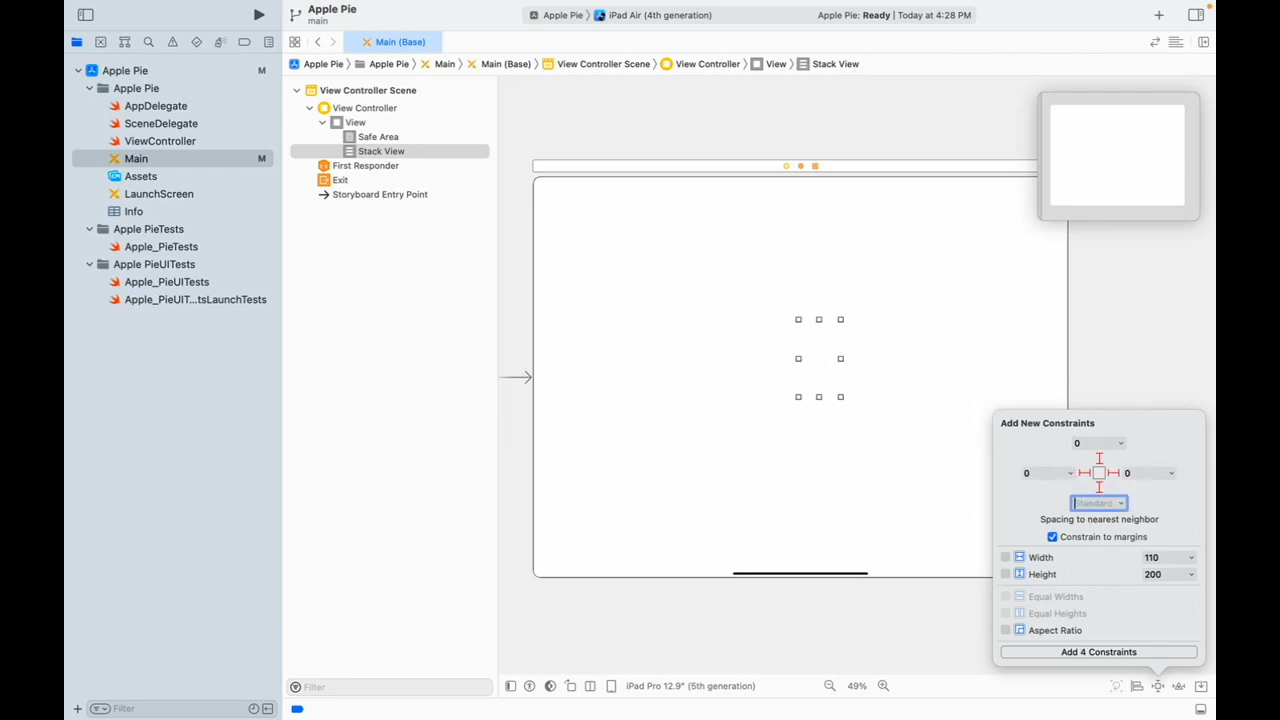 Apple Pie
main
Apple Pie
iPad Air (4th generation)
Apple Pie: Ready | Today at 4:28 PM
Main (Base)
Apple Pie
Apple Pie
Main
Main (Base)
View Controller Scene
View Controller
View
Stack View
Apple Pie
M
Apple Pie
AppDelegate
SceneDelegate
ViewController
Main
M
Assets
LaunchScreen
Info
Apple PieTests
Apple_PieTests
Apple PieUITests
Apple_PieUITests
Apple_PieUIT...tsLaunchTests
View Controller Scene
View Controller
View
Safe Area
Stack View
First Responder
Exit
Storyboard Entry Point
Add New Constraints
0
0
0
Standard
Spacing to nearest neighbor
Constrain to margins
Width
110
Height
200
Equal Widths
Equal Heights
Aspect Ratio
Add 4 Constraints
Filter
iPad Pro 12.9" (5th generation)
49%
Filter